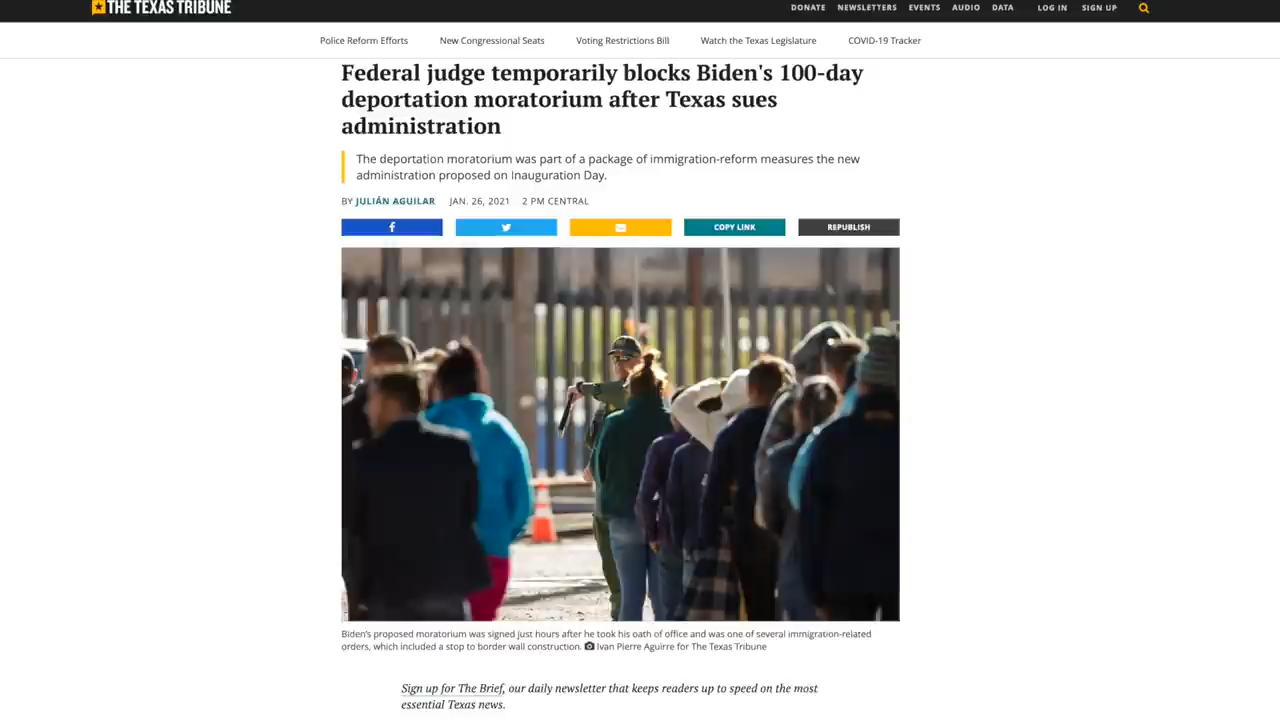 THE TEXAS TRIBUNE
DONATE NEWSLETTERS EVENTS AUDIO DATA LOG IN SIGN UP
Police Reform Efforts New Congressional Seats Voting Restrictions Bill Watch the Texas Legislature COVID-19 Tracker
Federal judge temporarily blocks Biden's 100-day
deportation moratorium after Texas sues
administration
The deportation moratorium was part of a package of immigration-reform measures the new
administration proposed on Inauguration Day.
BY JULIÁN AGUILAR JAN. 26, 2021 2 PM CENTRAL
COPY LINK REPUBLISH
Biden's proposed moratorium was signed just hours after he took his oath of office and was one of several immigration-related
orders, which included a stop to border wall construction. Ivan Pierre Aguirre for The Texas Tribune
Sign up for The Brief, our daily newsletter that keeps readers up to speed on the most
essential Texas news.